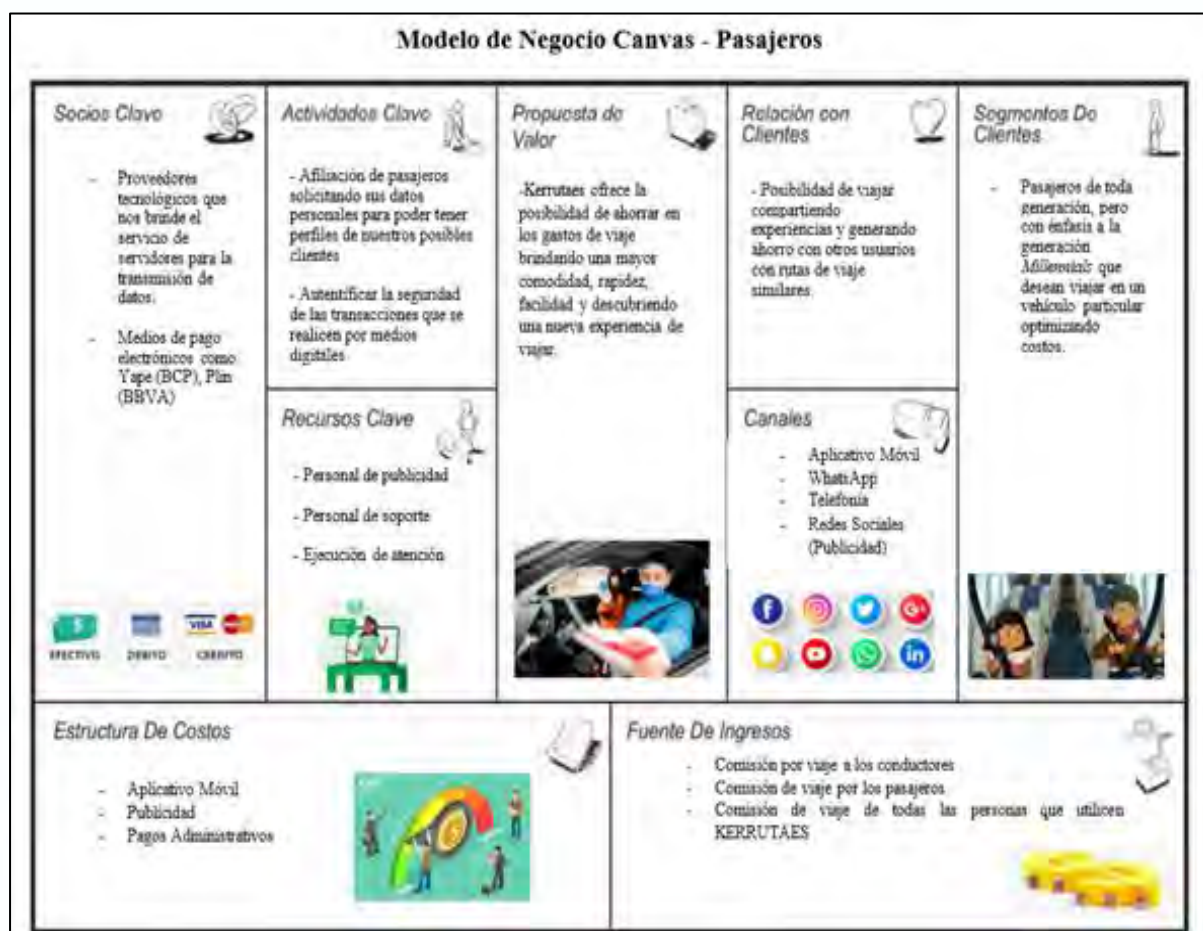 Modelo de Negocio Canvas - Pasajeros
Socios Clave
- Proveedores
tecnológicos que
nos brinde el
servicio de
servidores para la
transmisión de
datos.
- Medios de pago
electrónicos como
Yape (BCP), Plin
(BBVA)
EFECTIVO DEBITO VISA CREDITO
Actividades Clave
- Afiliación de pasajeros
solicitando sus datos
personales para poder tener
perfiles de nuestros posibles
clientes
- Autentificar la seguridad
de las transacciones que se
realicen por medios
digitales
Recursos Clave
- Personal de publicidad
- Personal de soporte
- Ejecución de atención
Propuesta de
Valor
-Kerrutaes ofrece la
posibilidad de ahorrar en
los gastos de viaje
brindando una mayor
comodidad, rapidez,
facilidad y descubriendo
una nueva experiencia de
viajar.
Relación con
Clientes
- Posibilidad de viajar
compartiendo
experiencias y generando
ahorro con otros usuarios
con rutas de viaje
similares.
Canales
- Aplicativo Móvil
- WhatsApp
- Telefonía
- Redes Sociales
(Publicidad)
Segmentos De
Clientes
- Pasajeros de toda
generación, pero
con énfasis a la
generación
Millennials que
desean viajar en un
vehículo particular
optimizando
costos.
Estructura De Costos
- Aplicativo Móvil
- Publicidad
- Pagos Administrativos
Fuente De Ingresos
- Comisión por viaje a los conductores
- Comisión de viaje por los pasajeros
- Comisión de viaje de todas las personas que utilicen
KERRUTAES